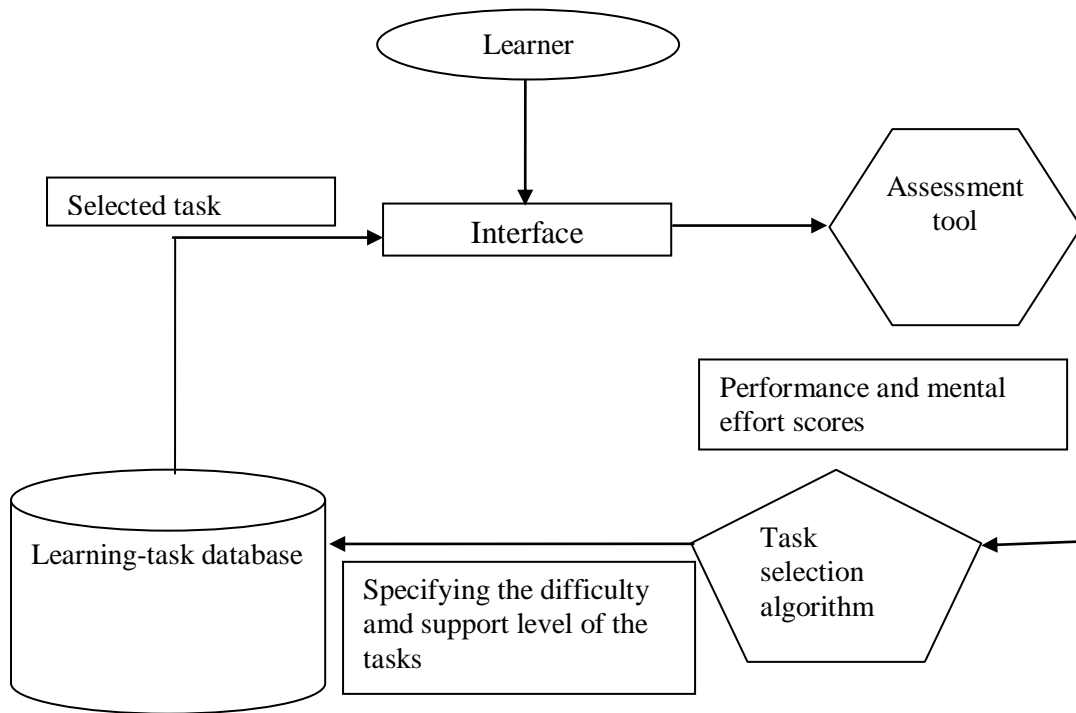 Learner
Selected task
Interface
Assessment
tool
Performance and mental
effort scores
Learning-task database
Specifying the difficulty
amd support level of the
tasks
Task
selection
algorithm